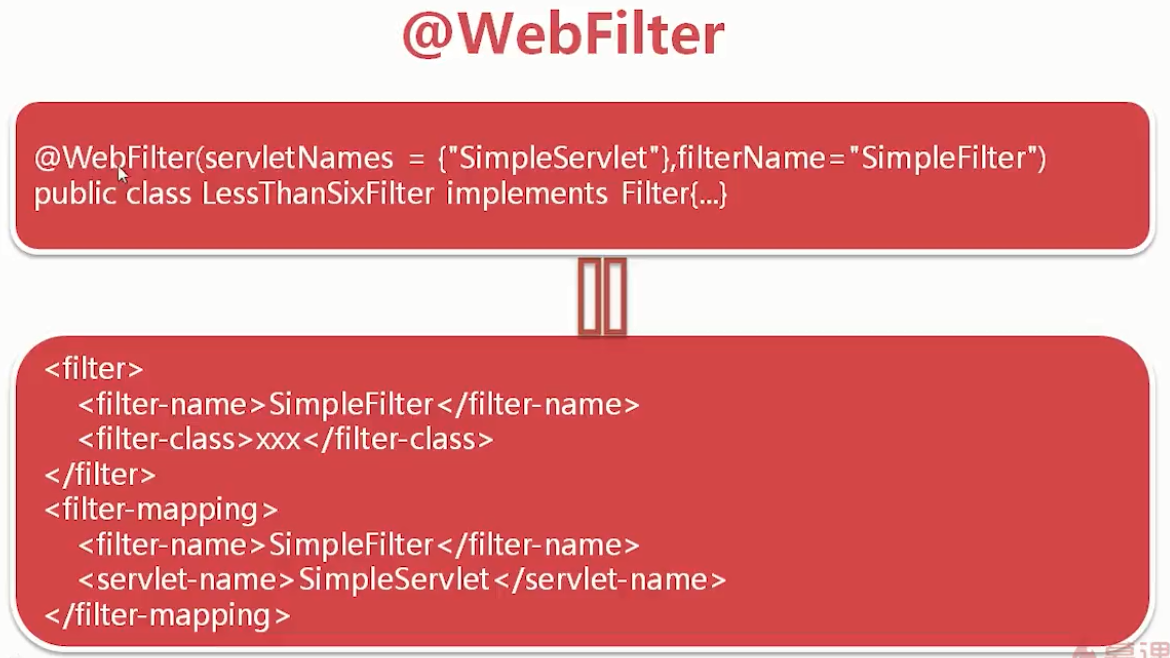 @WebFilter
@WebFilter(servletNames = {"SimpleServlet"},filterName="SimpleFilter")
public class LessThanSixFilter implements Filter{...}
<filter>
<filter-name>SimpleFilter</filter-name>
<filter-class>xxx</filter-class>
</filter>
<filter-mapping>
<filter-name>SimpleFilter</filter-name>
<servlet-name>SimpleServlet</servlet-name>
</filter-mapping>